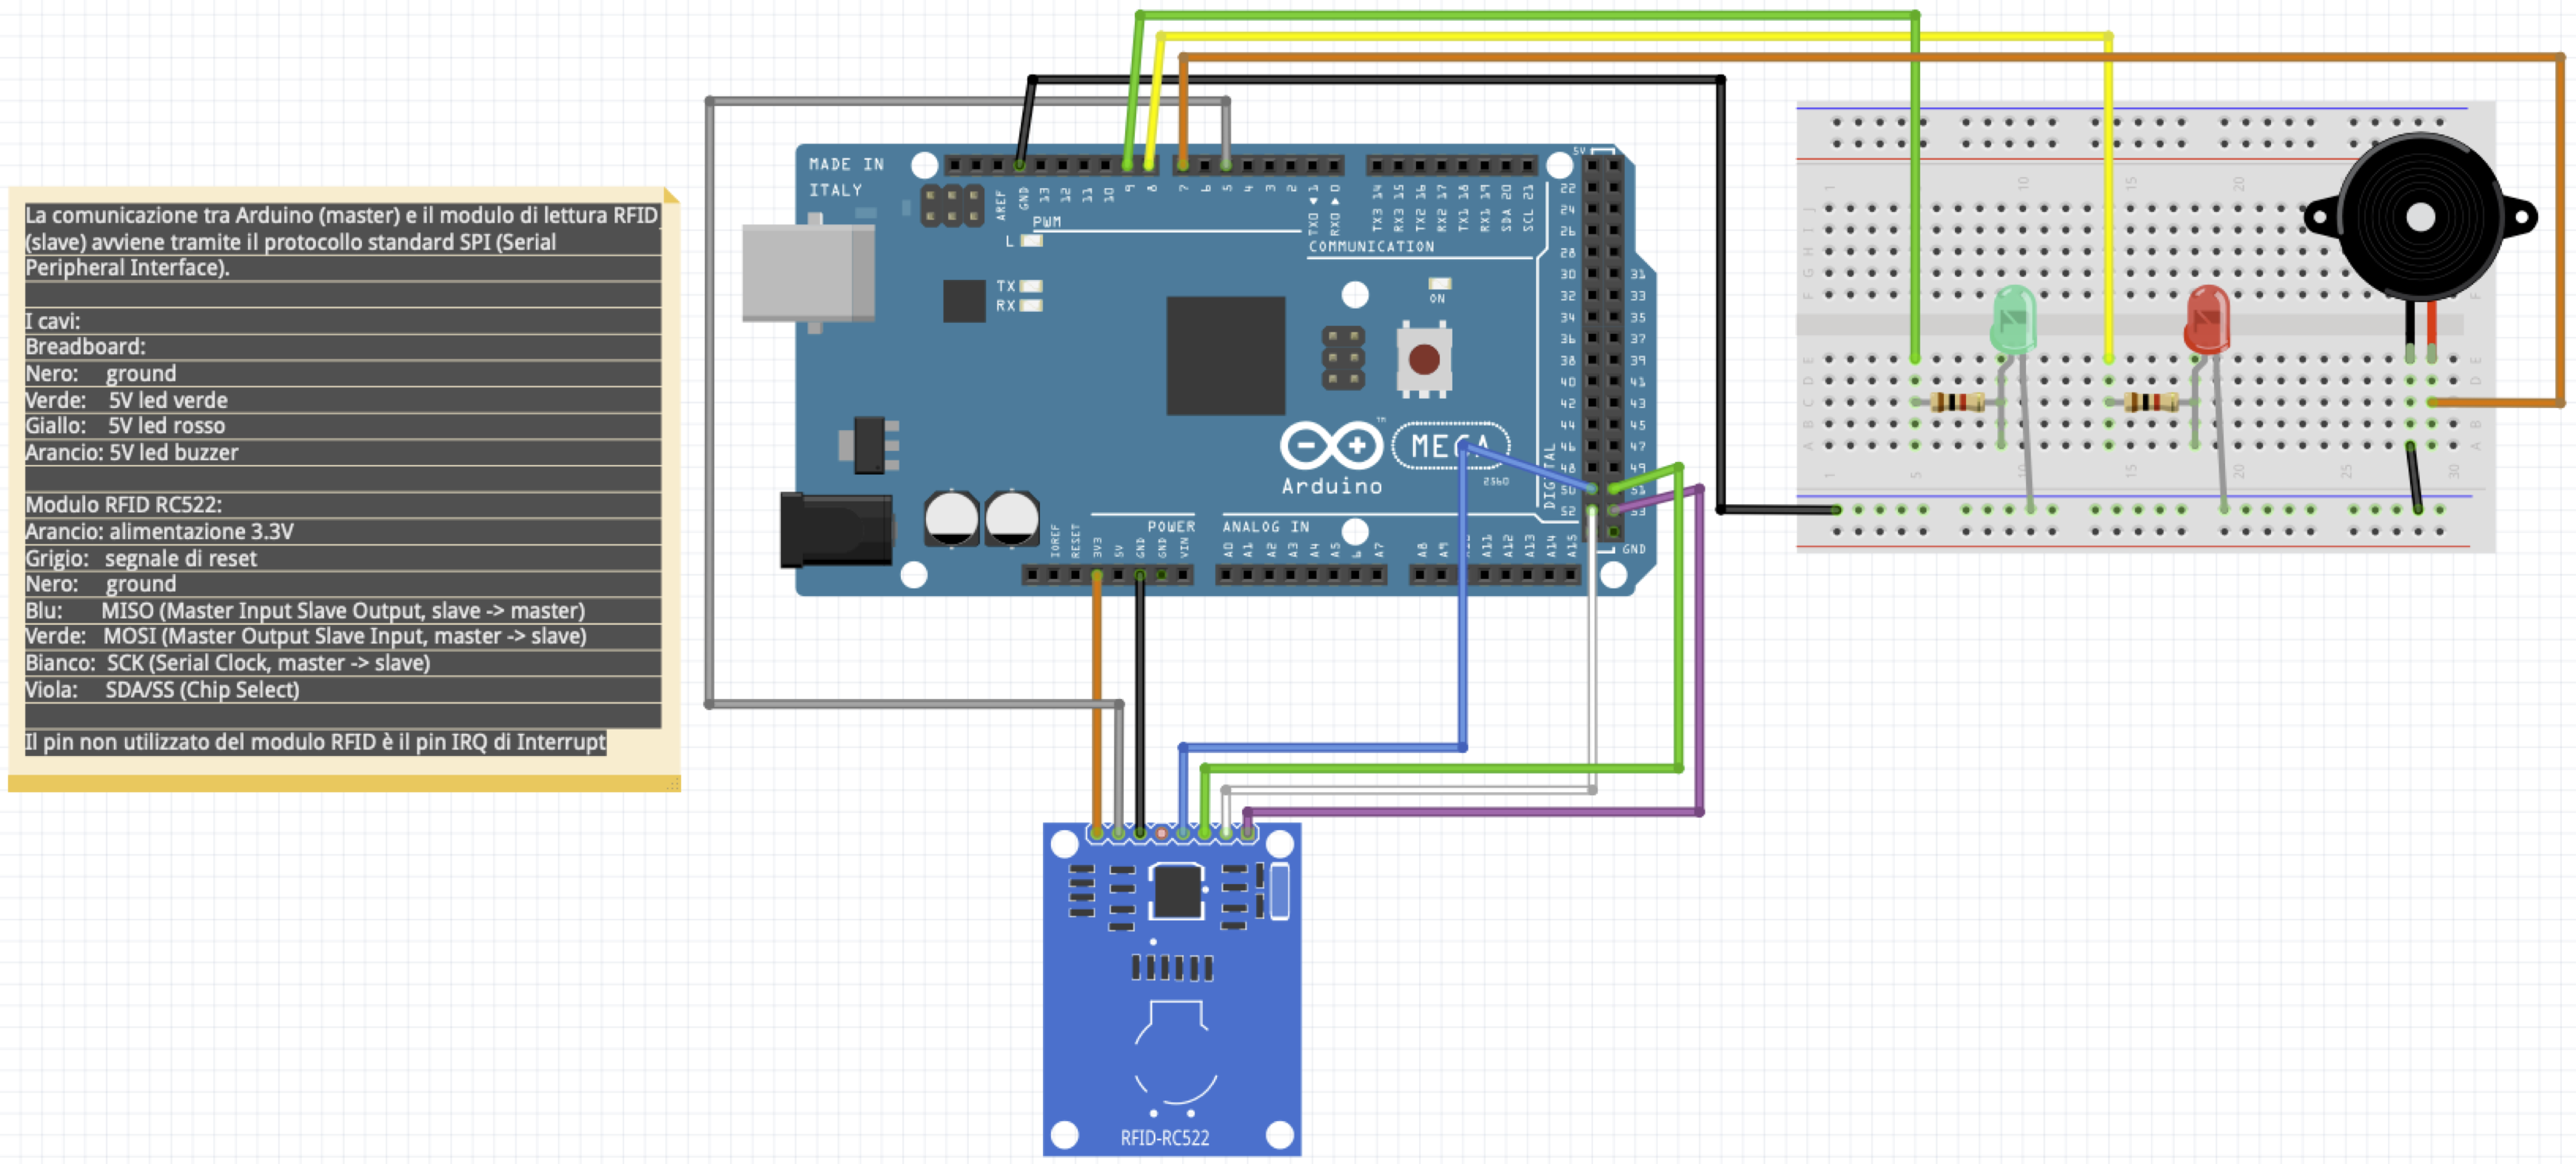 La comunicazione tra Arduino (master) e il modulo di lettura RFID
(slave) avviene tramite il protocollo standard SPI (Serial
Peripheral Interface).
I cavi:
Breadboard:
Nero: ground
Verde: 5V led verde
Giallo: 5V led rosso
Arancio: 5V led buzzer
Modulo RFID RC522:
Arancio: alimentazione 3.3V
Grigio: segnale di reset
Nero: ground
Blu: MISO (Master Input Slave Output, slave -> master)
Verde: MOSI (Master Output Slave Input, master -> slave)
Bianco: SCK (Serial Clock, master -> slave)
Viola: SDA/SS (Chip Select)
Il pin non utilizzato del modulo RFID è il pin IRQ di Interrupt
MADE IN
ITALY
AREF GND 13 12 11 10 9 8 7 6 5 4 3 2 TX0 1 RX0 0
TX3 14 RX3 15 TX2 16 RX2 17 TX1 18 RX1 19 SDA 20 SCL 21
PWM
COMMUNICATION
L
TX
RX
ON
5V
22
24
26
28
30 31
32 33
34 35
36 37
38 39
40 41
42 43
44 45
46 47
48 49
50 51
52 53
GND
DIGITAL
MEGA
2560
TM
Arduino
POWER
ANALOG IN
IOREF RESET 3V3 5V GND GND VIN
A0 A1 A2 A3 A4 A5 6 A7 A8 A9 A11 A12 A13 A14 A15
1 10 15 20
J
I
H
G
F F
E E
D D
C C
B B
A A
1 5 10 15 20 25 30
RFID-RC522